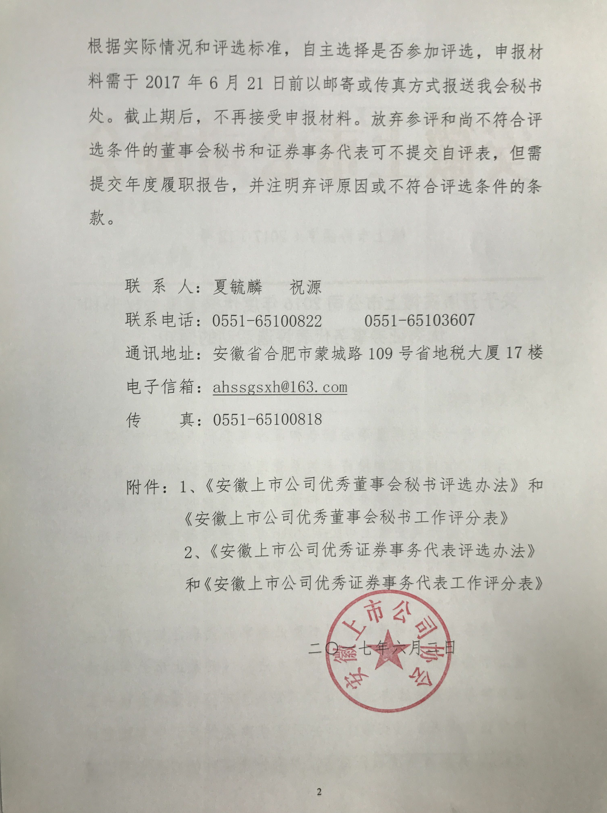 根据实际情况和评选标准，自主选择是否参加评选，申报材
料需于 2017 年 6 月 21 日前以邮寄或传真方式报送我会秘书
处。截止期后，不再接受申报材料。放弃参评和尚不符合评
选条件的董事会秘书和证券事务代表可不提交自评表，但需
提交年度履职报告，并注明弃评原因或不符合评选条件的条
款。
联 系 人：夏毓麟 祝源
联系电话：0551-65100822 0551-65103607
通讯地址：安徽省合肥市蒙城路 109 号省地税大厦 17 楼
电子信箱：ahssgsxh@163.com
传 真：0551-65100818
附件：1、《安徽上市公司优秀董事会秘书评选办法》和
《安徽上市公司优秀董事会秘书工作评分表》
2、《安徽上市公司优秀证券事务代表评选办法》
和《安徽上市公司优秀证券事务代表工作评分表》
安徽上市公司协会
二〇一七年六月二日
2